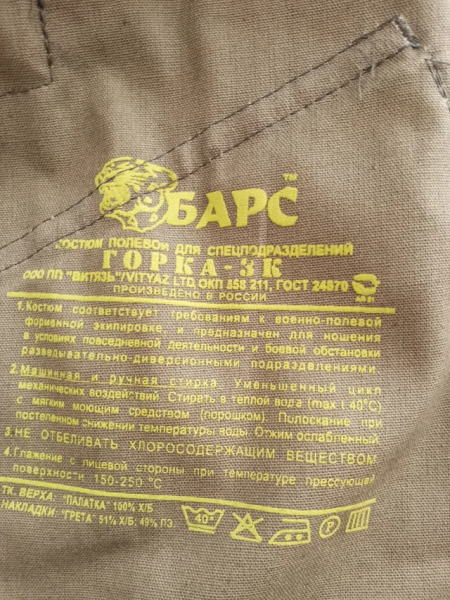 БАРС™
КОСТЮМ ПОЛЕВОЙ ДЛЯ СПЕЦПОДРАЗДЕЛЕНИЙ
ГОРКА-3К
ООО ПП "ВИТЯЗЬ"/VITYAZ LTD, ОКП 858 211, ГОСТ 24870
ПРОИЗВЕДЕНО В РОССИИ
1. Костюм соответствует требованиям к военно-полевой
форменной экипировке, и предназначен для ношения
в условиях повседневной деятельности и боевой обстановки
разведывательно-диверсионными подразделениями.
2. Машинная и ручная стирка. Уменьшенный цикл
механических воздействий. Стирать в теплой вода (max t 40°C)
с мягким моющим средством (порошком). Полоскание при
постепенном снижении температуры воды. Отжим ослабленный
3. НЕ ОТБЕЛИВАТЬ ХЛОРОСОДЕРЖАЩИМ ВЕЩЕСТВОМ
4. Глажение с лицевой стороны при температуре прессующей
поверхности 150-250 °C
ТК. ВЕРХА: "ПАЛАТКА" 100% Х/Б
НАКЛАДКИ: "ГРЕТА" 51% Х/Б; 49% ПЭ.
40° P